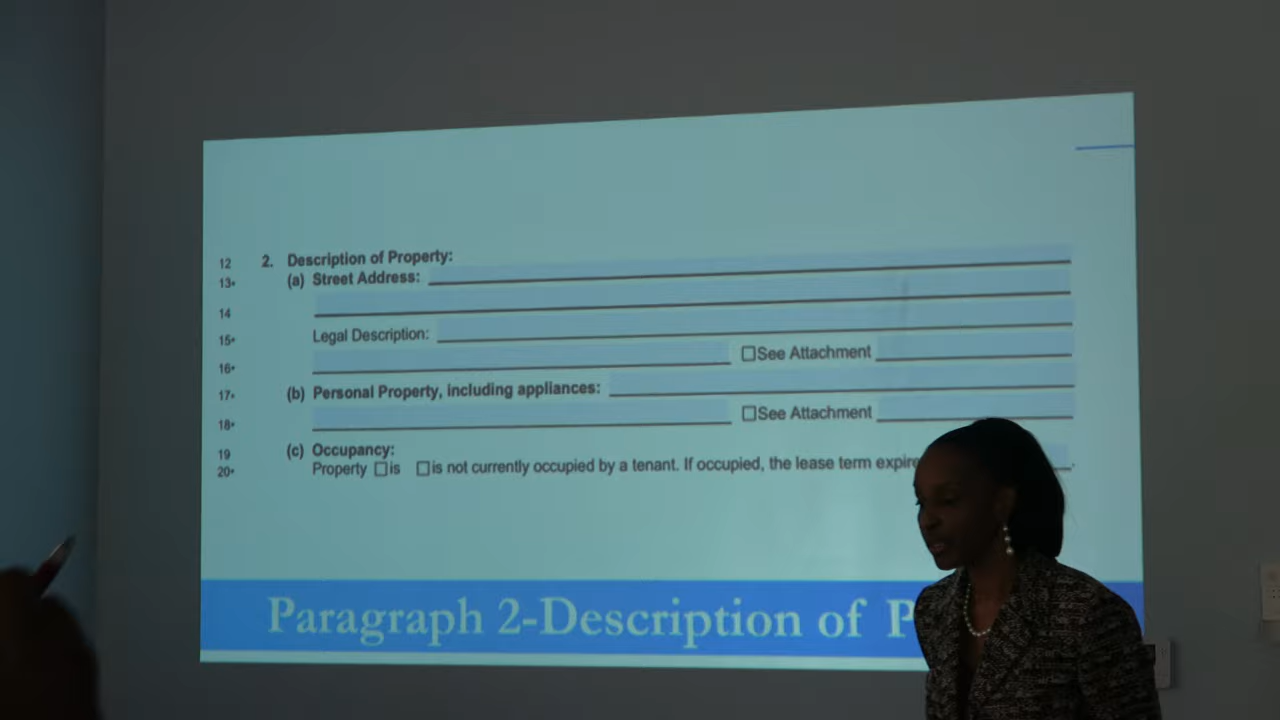 12 2. Description of Property:
13* (a) Street Address:
14
15* Legal Description:
16* ☐See Attachment
17* (b) Personal Property, including appliances:
18* ☐See Attachment
19 (c) Occupancy:
20* Property ☐is ☐is not currently occupied by a tenant. If occupied, the lease term
Paragraph 2-Description of